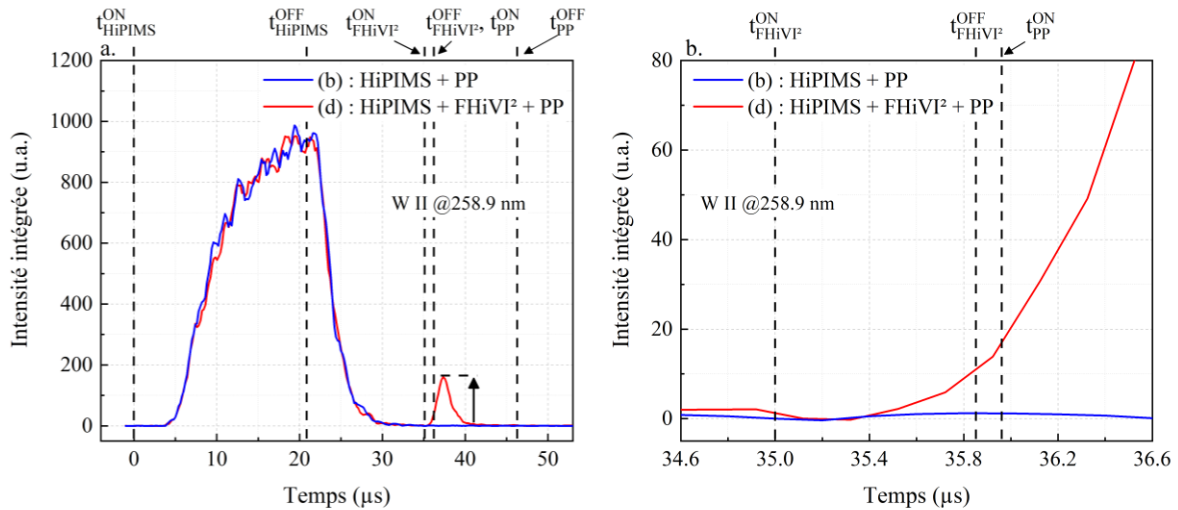 t_HiPIMS^ON t_HiPIMS^OFF t_FHiVI²^ON t_FHiVI²^OFF, t_PP^ON t_PP^OFF
a.
1200
1000
800
600
400
200
0
Intensité intégrée (u.a.)
(b) : HiPIMS + PP
(d) : HiPIMS + FHiVI² + PP
W II @258.9 nm
0 10 20 30 40 50
Temps (µs)
t_FHiVI²^ON t_FHiVI²^OFF t_PP^ON
b.
80
60
40
20
0
Intensité intégrée (u.a.)
(b) : HiPIMS + PP
(d) : HiPIMS + FHiVI² + PP
W II @258.9 nm
34.6 35.0 35.4 35.8 36.2 36.6
Temps (µs)